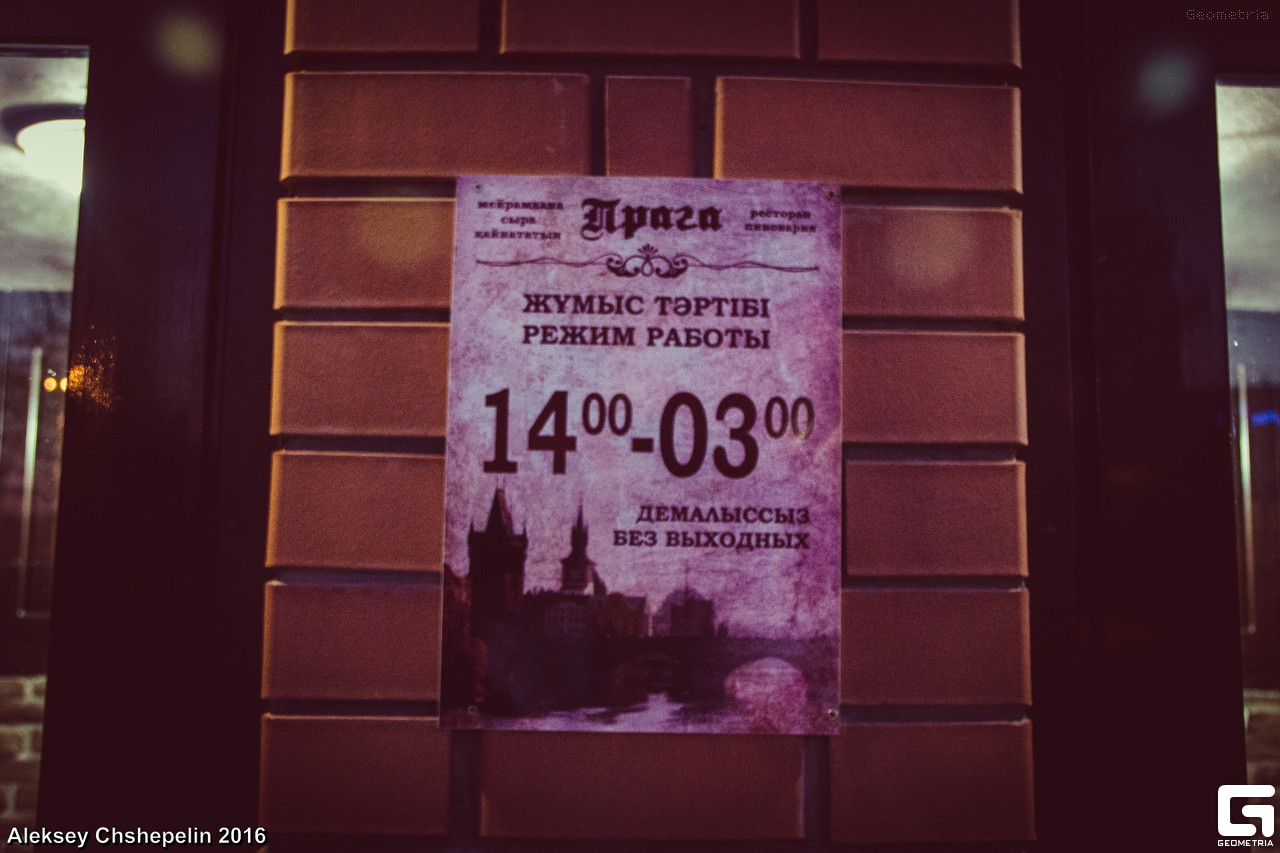 Geometria
мейрамхана
сыра
қайнататын
Прага
ресторан
пивоварня
ЖҰМЫС ТӘРТІБІ
РЕЖИМ РАБОТЫ
14⁰⁰-03⁰⁰
ДЕМАЛЫССЫЗ
БЕЗ ВЫХОДНЫХ
Aleksey Chshepelin 2016
GEOMETRIA